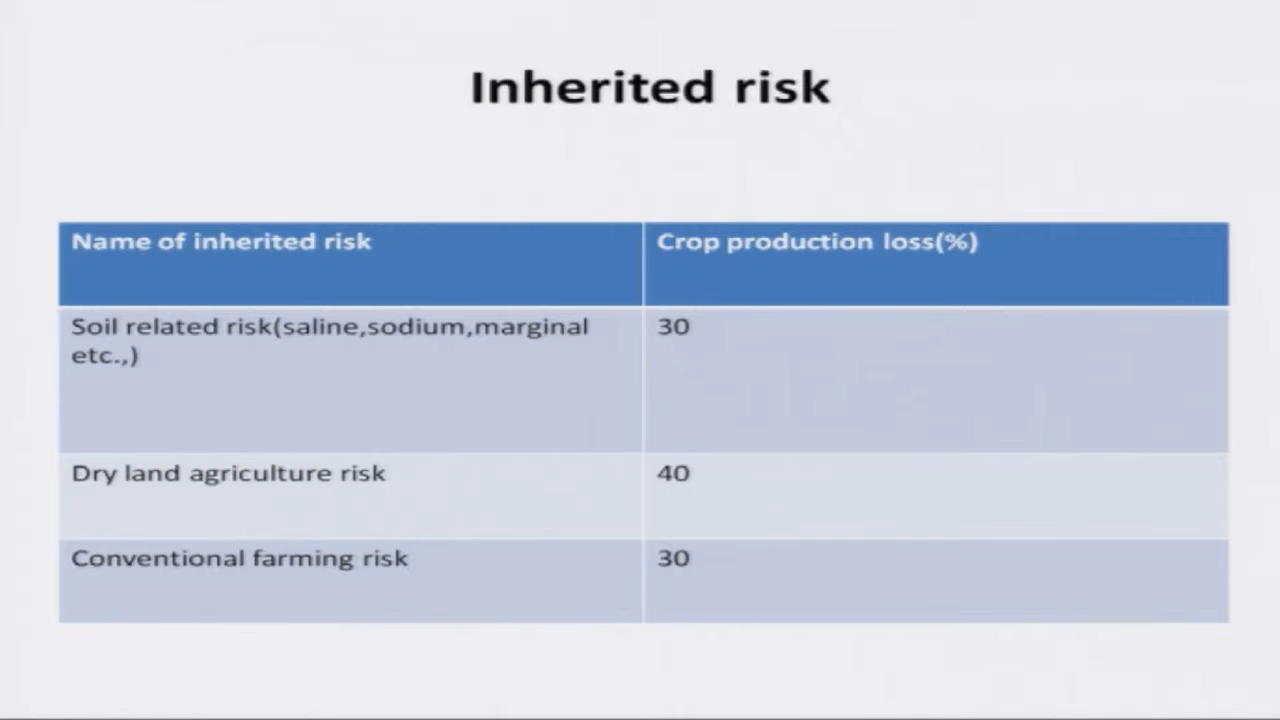 Inherited risk
Name of inherited risk
Crop production loss(%)
Soil related risk(saline,sodium,marginal
etc.,)
30
Dry land agriculture risk
40
Conventional farming risk
30